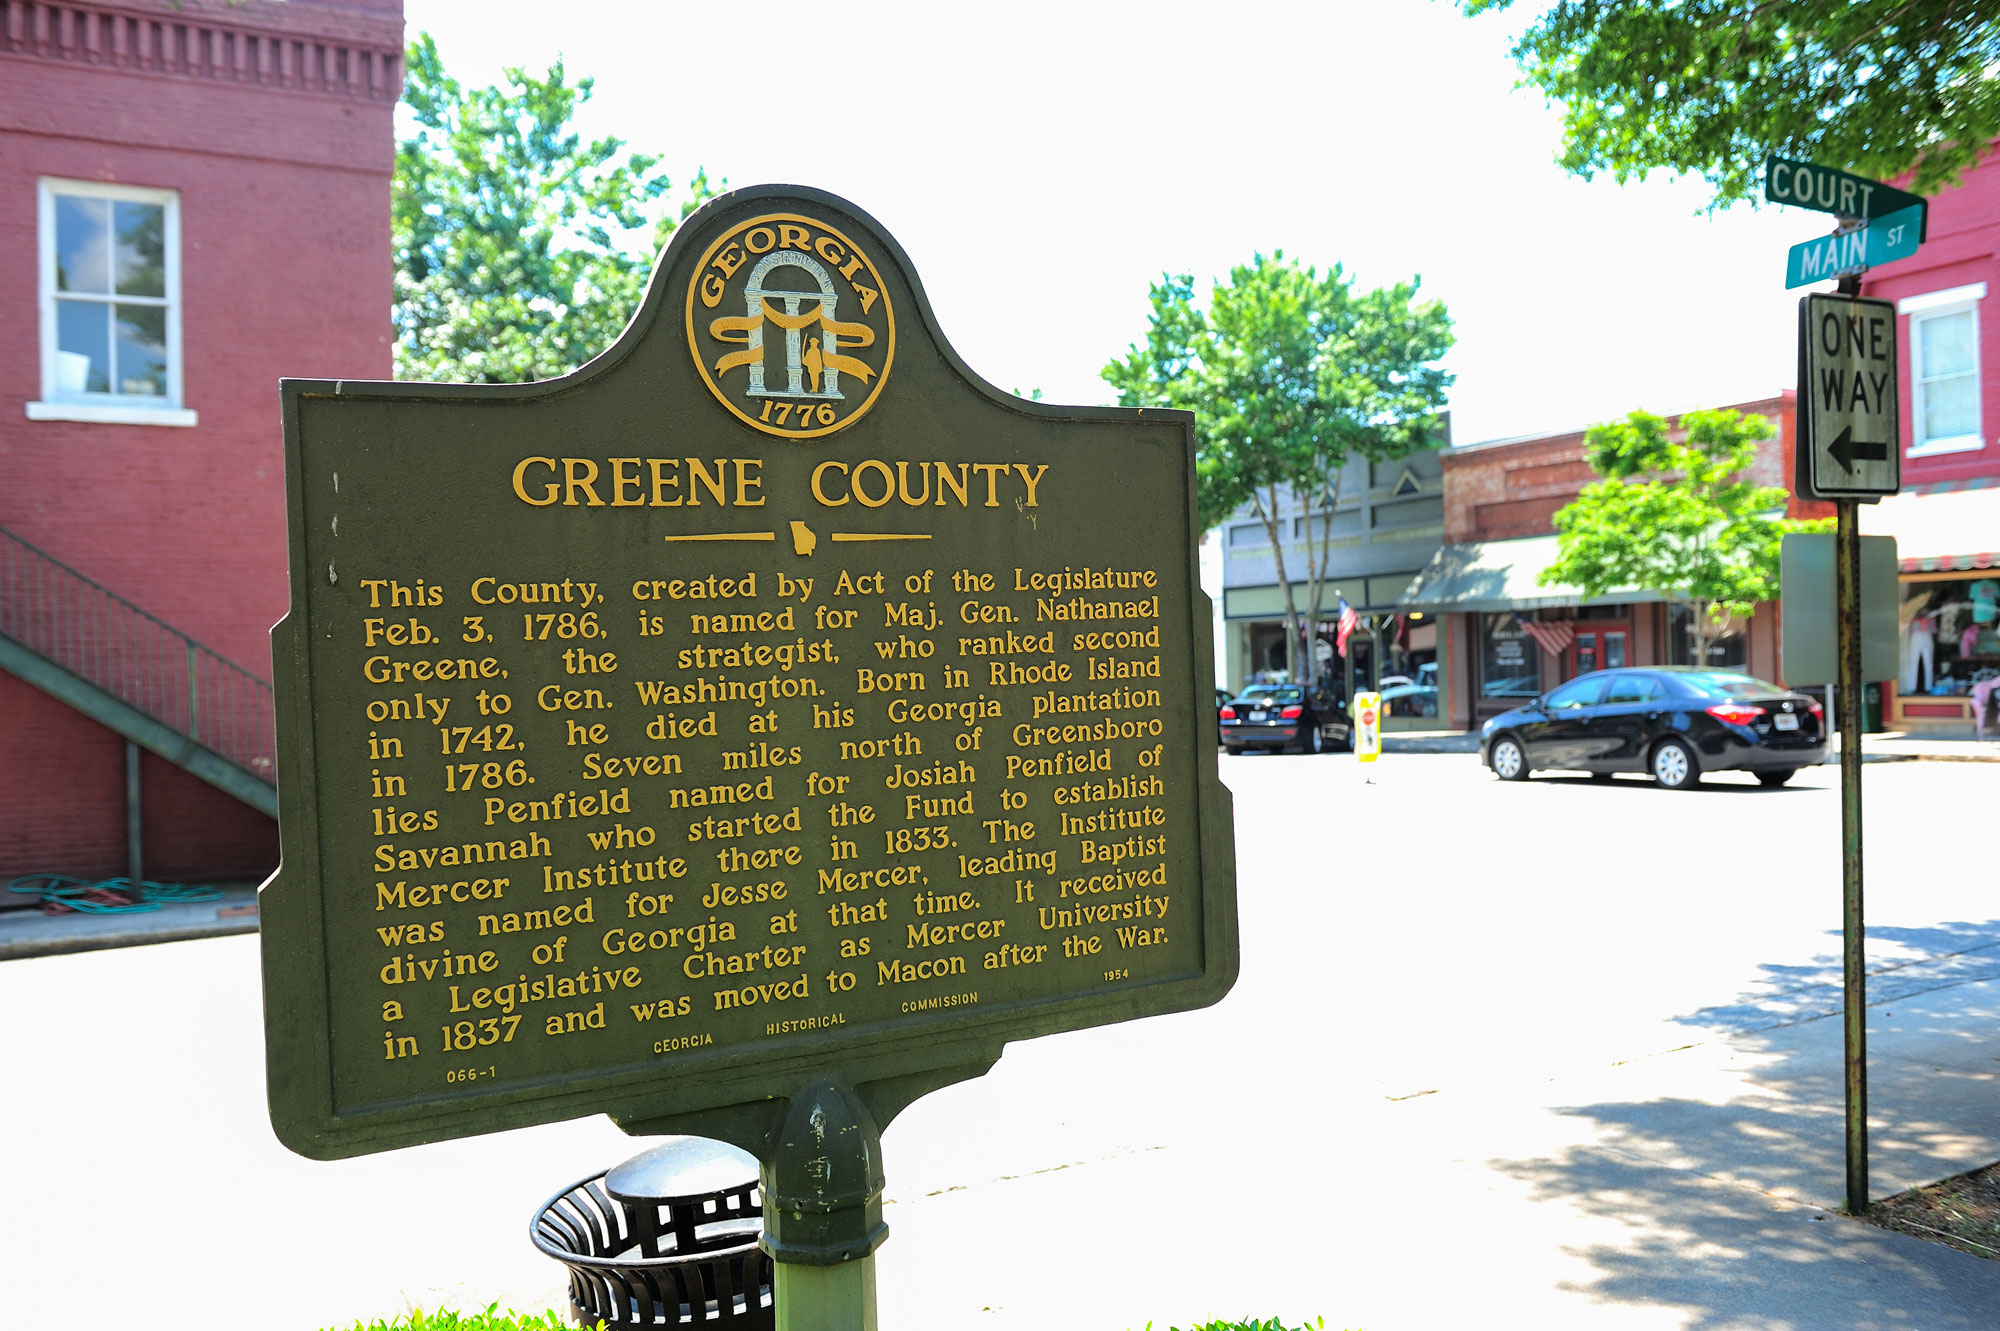 GEORGIA
CONSTITUTION
1776
GREENE COUNTY
This County, created by Act of the Legislature
Feb. 3, 1786, is named for Maj. Gen. Nathanael
Greene, the strategist, who ranked second
only to Gen. Washington. Born in Rhode Island
in 1742, he died at his Georgia plantation
in 1786. Seven miles north of Greensboro
lies Penfield named for Josiah Penfield of
Savannah who started the Fund to establish
Mercer Institute there in 1833. The Institute
was named for Jesse Mercer, leading Baptist
divine of Georgia at that time. It received
a Legislative Charter as Mercer University
in 1837 and was moved to Macon after the War.
066-1 GEORGIA HISTORICAL COMMISSION 1954
COURT
MAIN ST
ONE
WAY